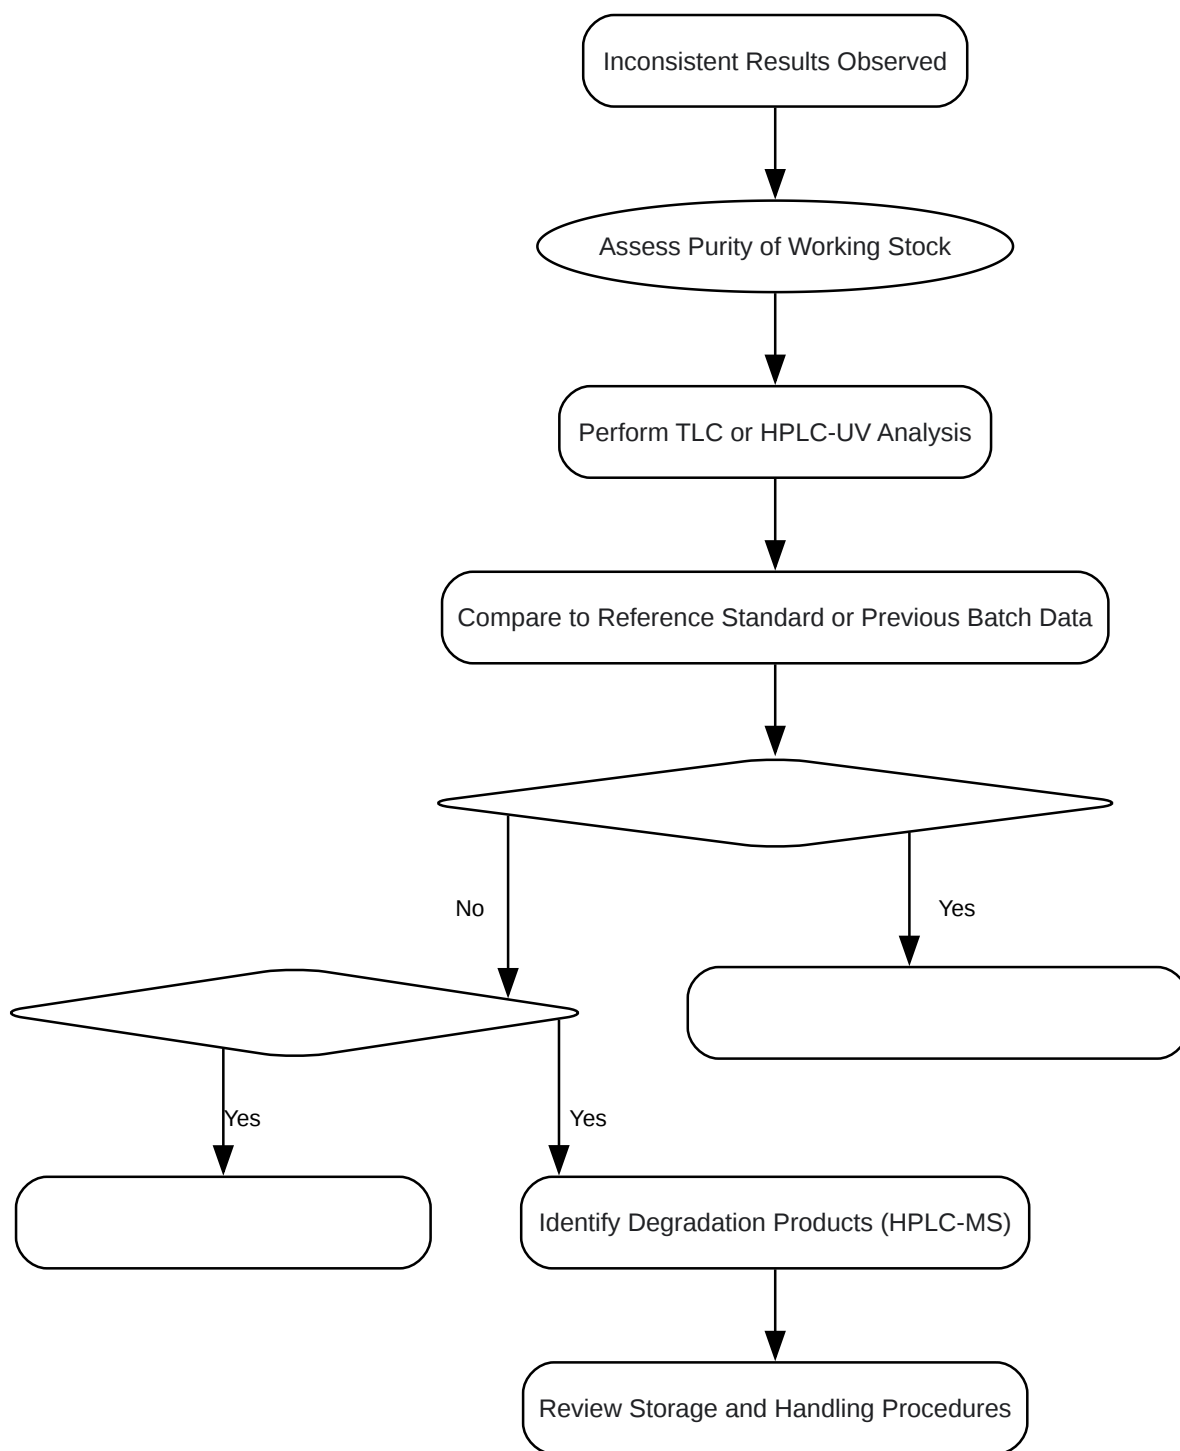 Inconsistent Results Observed
Assess Purity of Working Stock
Perform TLC or HPLC-UV Analysis
Compare to Reference Standard or Previous Batch Data
No
Yes
Yes
Yes
Identify Degradation Products (HPLC-MS)
Review Storage and Handling Procedures